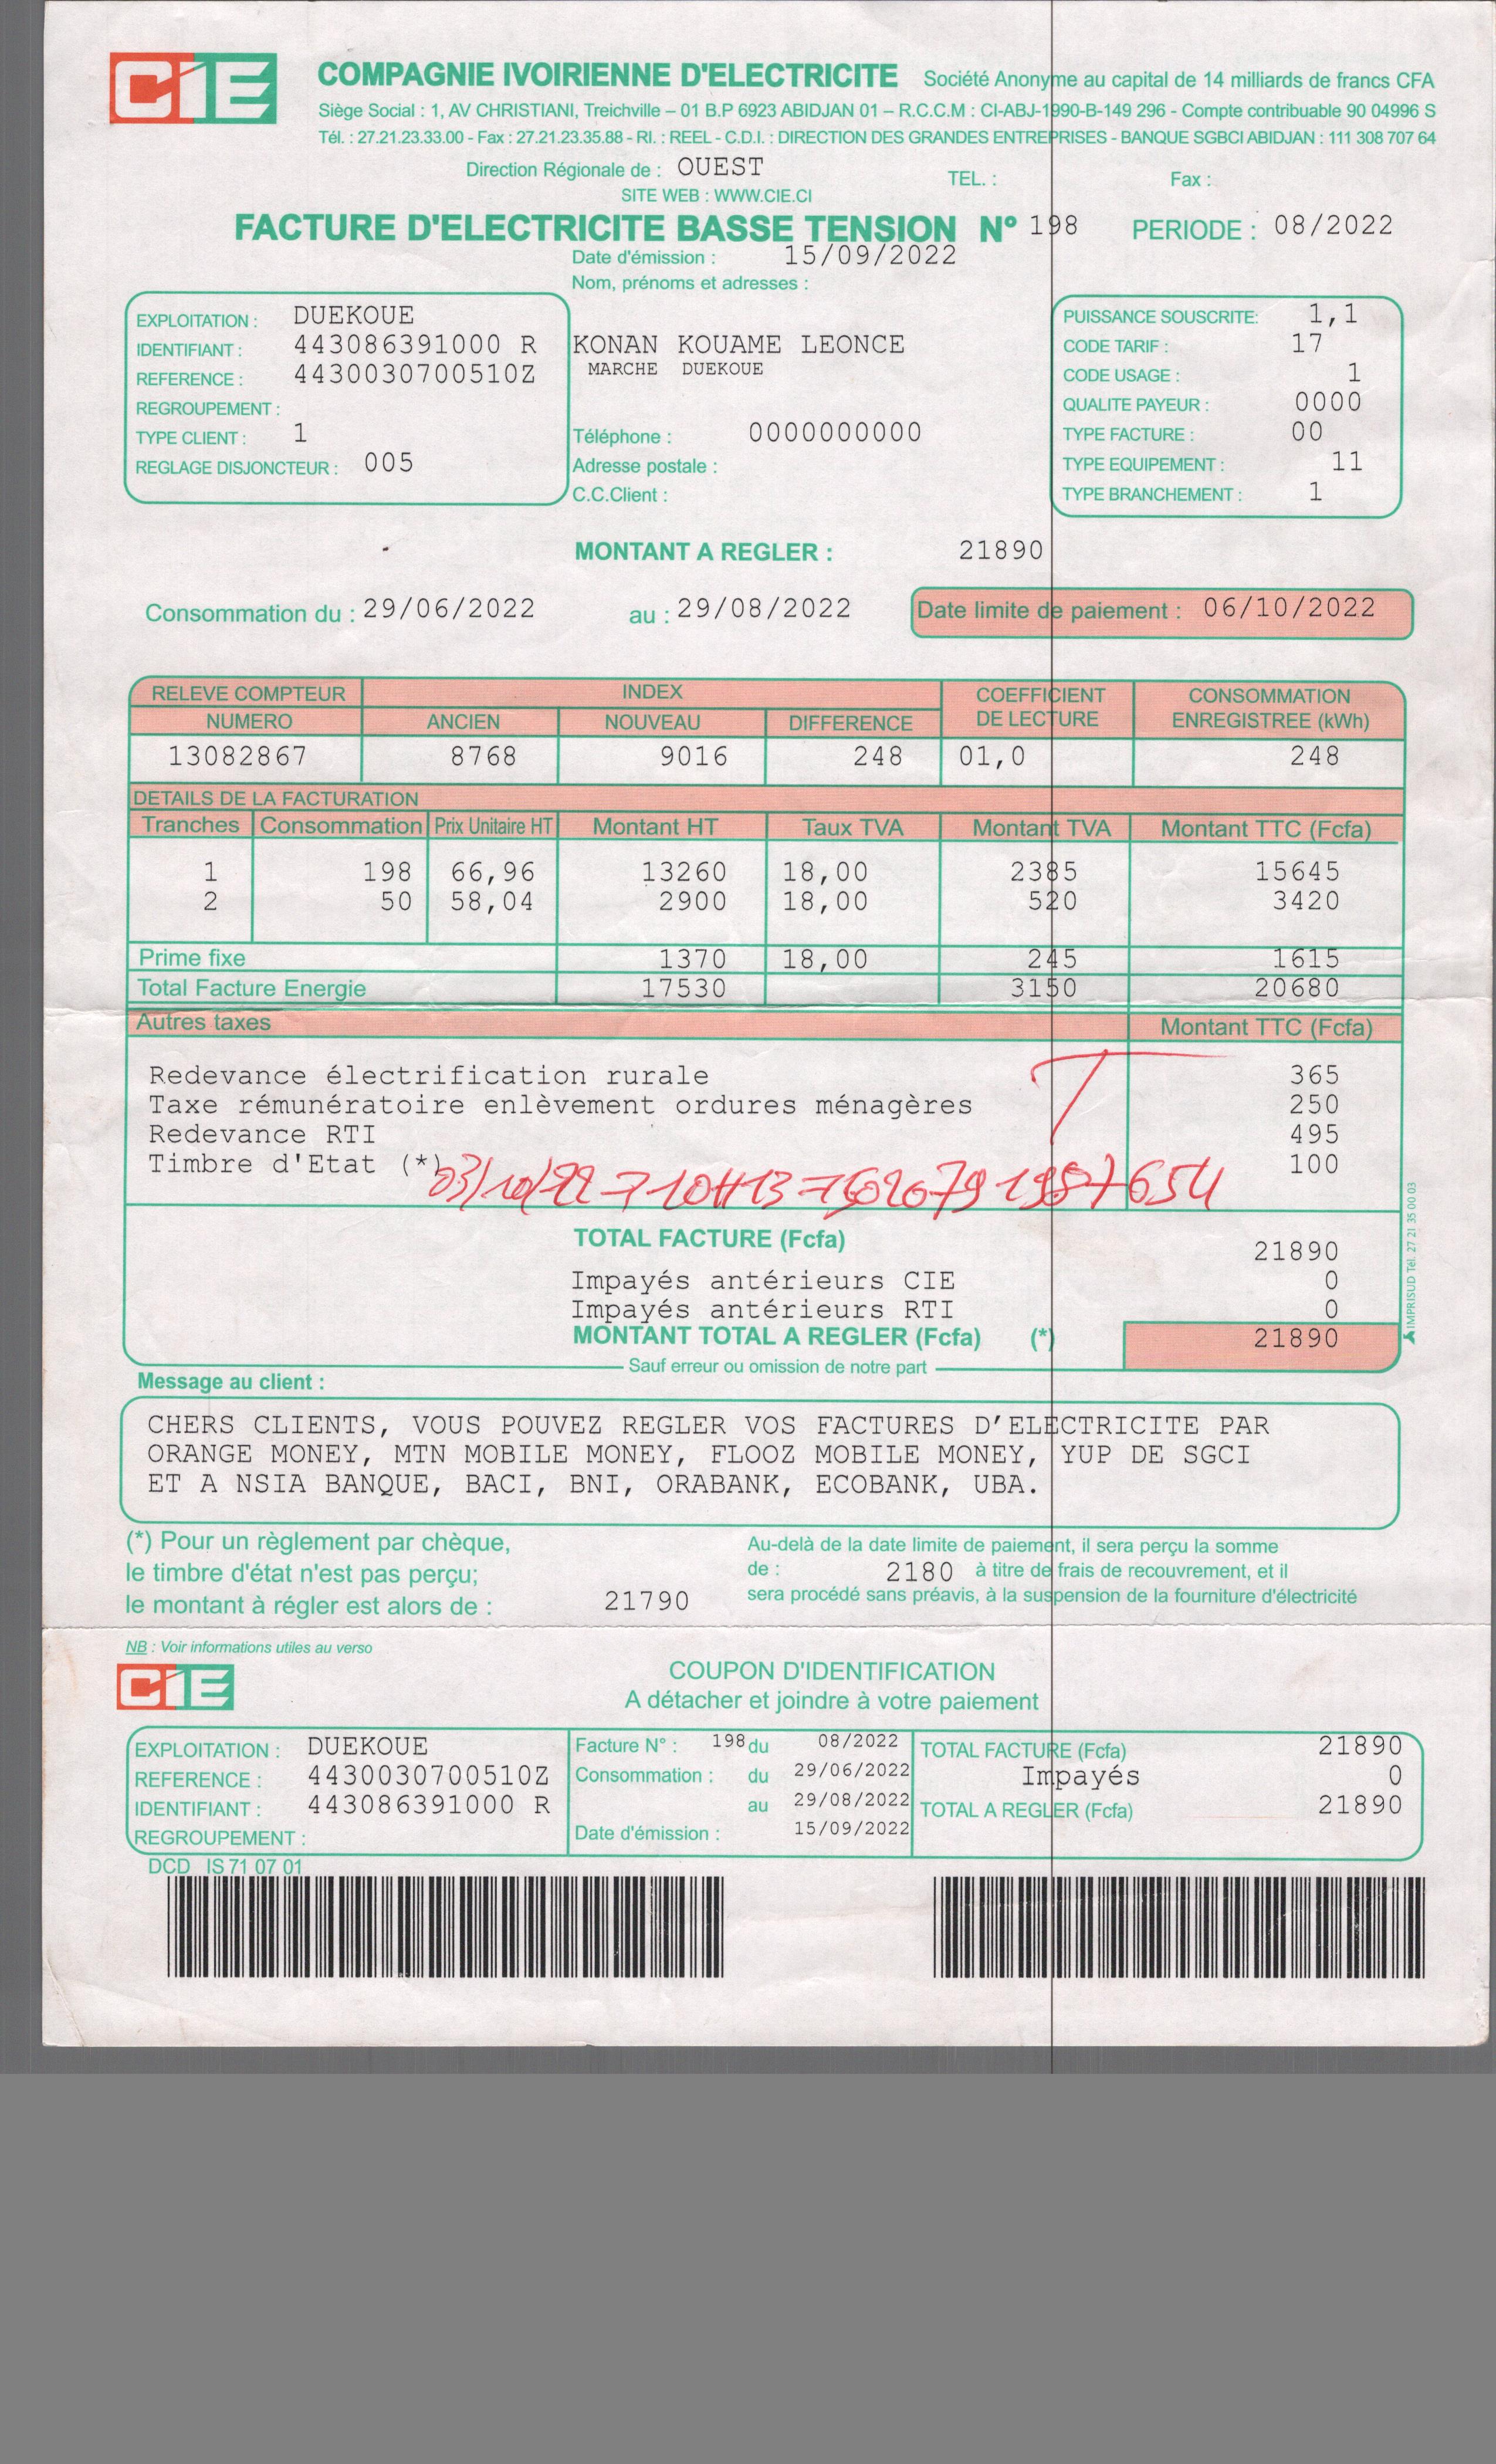 CIE
COMPAGNIE IVOIRIENNE D'ELECTRICITE Société Anonyme au capital de 14 milliards de francs CFA
Siège Social : 1, AV CHRISTIANI, Treichville – 01 B.P 6923 ABIDJAN 01 – R.C.C.M : CI-ABJ-1990-B-149 296 - Compte contribuable 90 04996 S
Tél. : 27.21.23.33.00 - Fax : 27.21.23.35.88 - RI. : REEL - C.D.I. : DIRECTION DES GRANDES ENTREPRISES - BANQUE SGBCI ABIDJAN : 111 308 707 64
Direction Régionale de : OUEST TEL. : Fax :
SITE WEB : WWW.CIE.CI
FACTURE D'ELECTRICITE BASSE TENSION N° 198 PERIODE : 08/2022
Date d'émission : 15/09/2022
Nom, prénoms et adresses :
EXPLOITATION : DUEKOUE
IDENTIFIANT : 443086391000 R
REFERENCE : 4430030700510Z
REGROUPEMENT :
TYPE CLIENT : 1
REGLAGE DISJONCTEUR : 005
KONAN KOUAME LEONCE
MARCHE DUEKOUE
Téléphone : 0000000000
Adresse postale :
C.C.Client :
PUISSANCE SOUSCRITE: 1,1
CODE TARIF : 17
CODE USAGE : 1
QUALITE PAYEUR : 0000
TYPE FACTURE : 00
TYPE EQUIPEMENT : 11
TYPE BRANCHEMENT : 1
MONTANT A REGLER : 21890
Consommation du : 29/06/2022 au : 29/08/2022 Date limite de paiement : 06/10/2022
RELEVE COMPTEUR INDEX COEFFICIENT DE LECTURE CONSOMMATION ENREGISTREE (kWh)
NUMERO ANCIEN NOUVEAU DIFFERENCE
13082867 8768 9016 248 01,0 248
DETAILS DE LA FACTURATION
Tranches Consommation Prix Unitaire HT Montant HT Taux TVA Montant TVA Montant TTC (Fcfa)
1 198 66,96 13260 18,00 2385 15645
2 50 58,04 2900 18,00 520 3420
Prime fixe 1370 18,00 245 1615
Total Facture Energie 17530 3150 20680
Autres taxes Montant TTC (Fcfa)
Redevance électrification rurale 365
Taxe rémunératoire enlèvement ordures ménagères 250
Redevance RTI 495
Timbre d'Etat (*) 100
03/10/22
TOTAL FACTURE (Fcfa) 21890
Impayés antérieurs CIE 0
Impayés antérieurs RTI 0
MONTANT TOTAL A REGLER (Fcfa) (*) 21890
Sauf erreur ou omission de notre part
IMPRISUD Tél. 27 21 35 00 03
Message au client :
CHERS CLIENTS, VOUS POUVEZ REGLER VOS FACTURES D'ELECTRICITE PAR
ORANGE MONEY, MTN MOBILE MONEY, FLOOZ MOBILE MONEY, YUP DE SGCI
ET A NSIA BANQUE, BACI, BNI, ORABANK, ECOBANK, UBA.
(*) Pour un règlement par chèque,
le timbre d'état n'est pas perçu;
le montant à régler est alors de : 21790
Au-delà de la date limite de paiement, il sera perçu la somme
de : 2180 à titre de frais de recouvrement, et il
sera procédé sans préavis, à la suspension de la fourniture d'électricité
NB : Voir informations utiles au verso
CIE
COUPON D'IDENTIFICATION
A détacher et joindre à votre paiement
EXPLOITATION : DUEKOUE
REFERENCE : 4430030700510Z
IDENTIFIANT : 443086391000 R
REGROUPEMENT :
Facture N° : 198 du 08/2022
Consommation : du 29/06/2022
au 29/08/2022
Date d'émission : 15/09/2022
TOTAL FACTURE (Fcfa) 21890
Impayés 0
TOTAL A REGLER (Fcfa) 21890
DCD IS 71 07 01